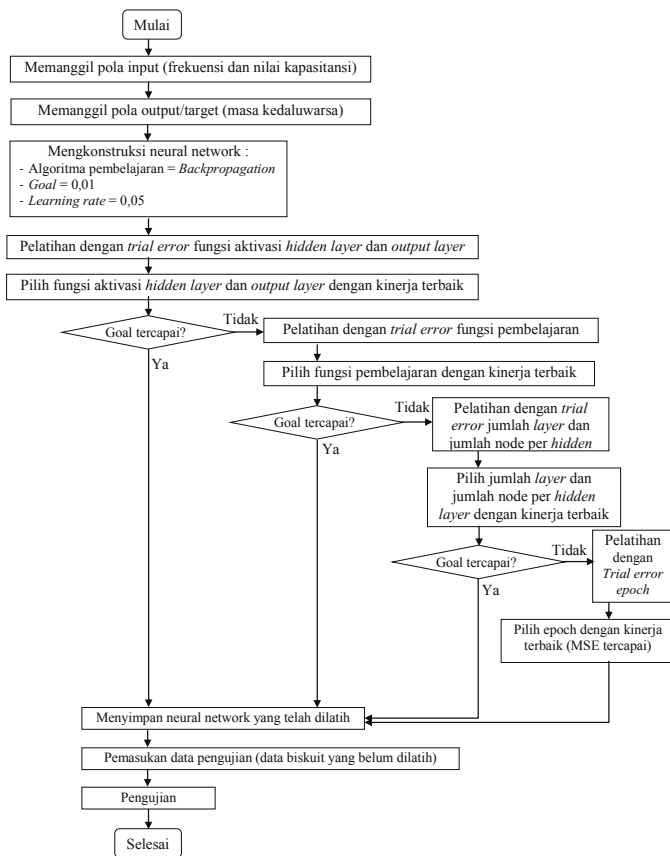 Mulai
Memanggil pola input (frekuensi dan nilai kapasitansi)
Memanggil pola output/target (masa kedaluwarsa)
Mengkonstruksi neural network :
- Algoritma pembelajaran = Backpropagation
- Goal = 0,01
- Learning rate = 0,05
Pelatihan dengan trial error fungsi aktivasi hidden layer dan output layer
Pilih fungsi aktivasi hidden layer dan output layer dengan kinerja terbaik
Goal tercapai?
Tidak
Ya
Pelatihan dengan trial error fungsi pembelajaran
Pilih fungsi pembelajaran dengan kinerja terbaik
Goal tercapai?
Tidak
Ya
Pelatihan dengan trial
error jumlah layer dan
jumlah node per hidden
Pilih jumlah layer dan
jumlah node per hidden
layer dengan kinerja terbaik
Goal tercapai?
Tidak
Ya
Pelatihan
dengan
Trial error
epoch
Pilih epoch dengan kinerja
terbaik (MSE tercapai)
Menyimpan neural network yang telah dilatih
Pemasukan data pengujian (data biskuit yang belum dilatih)
Pengujian
Selesai